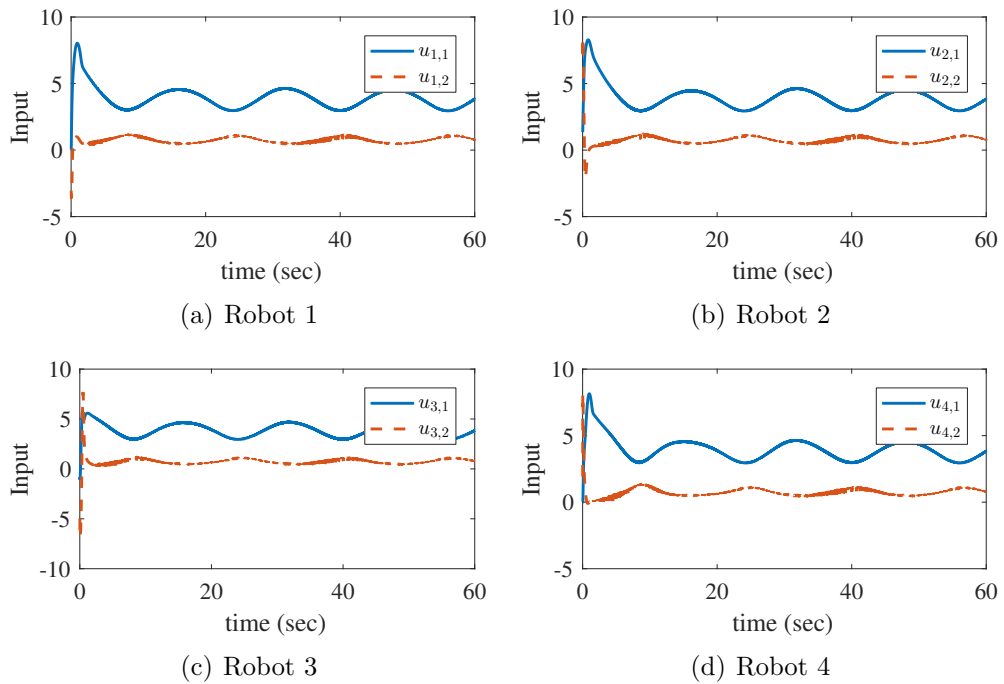 10
5
0
-5
Input
u1,1
u1,2
0 20 40 60
time (sec)
(a) Robot 1
10
5
0
-5
Input
u2,1
u2,2
0 20 40 60
time (sec)
(b) Robot 2
10
5
0
-5
-10
Input
u3,1
u3,2
0 20 40 60
time (sec)
(c) Robot 3
10
5
0
-5
Input
u4,1
u4,2
0 20 40 60
time (sec)
(d) Robot 4